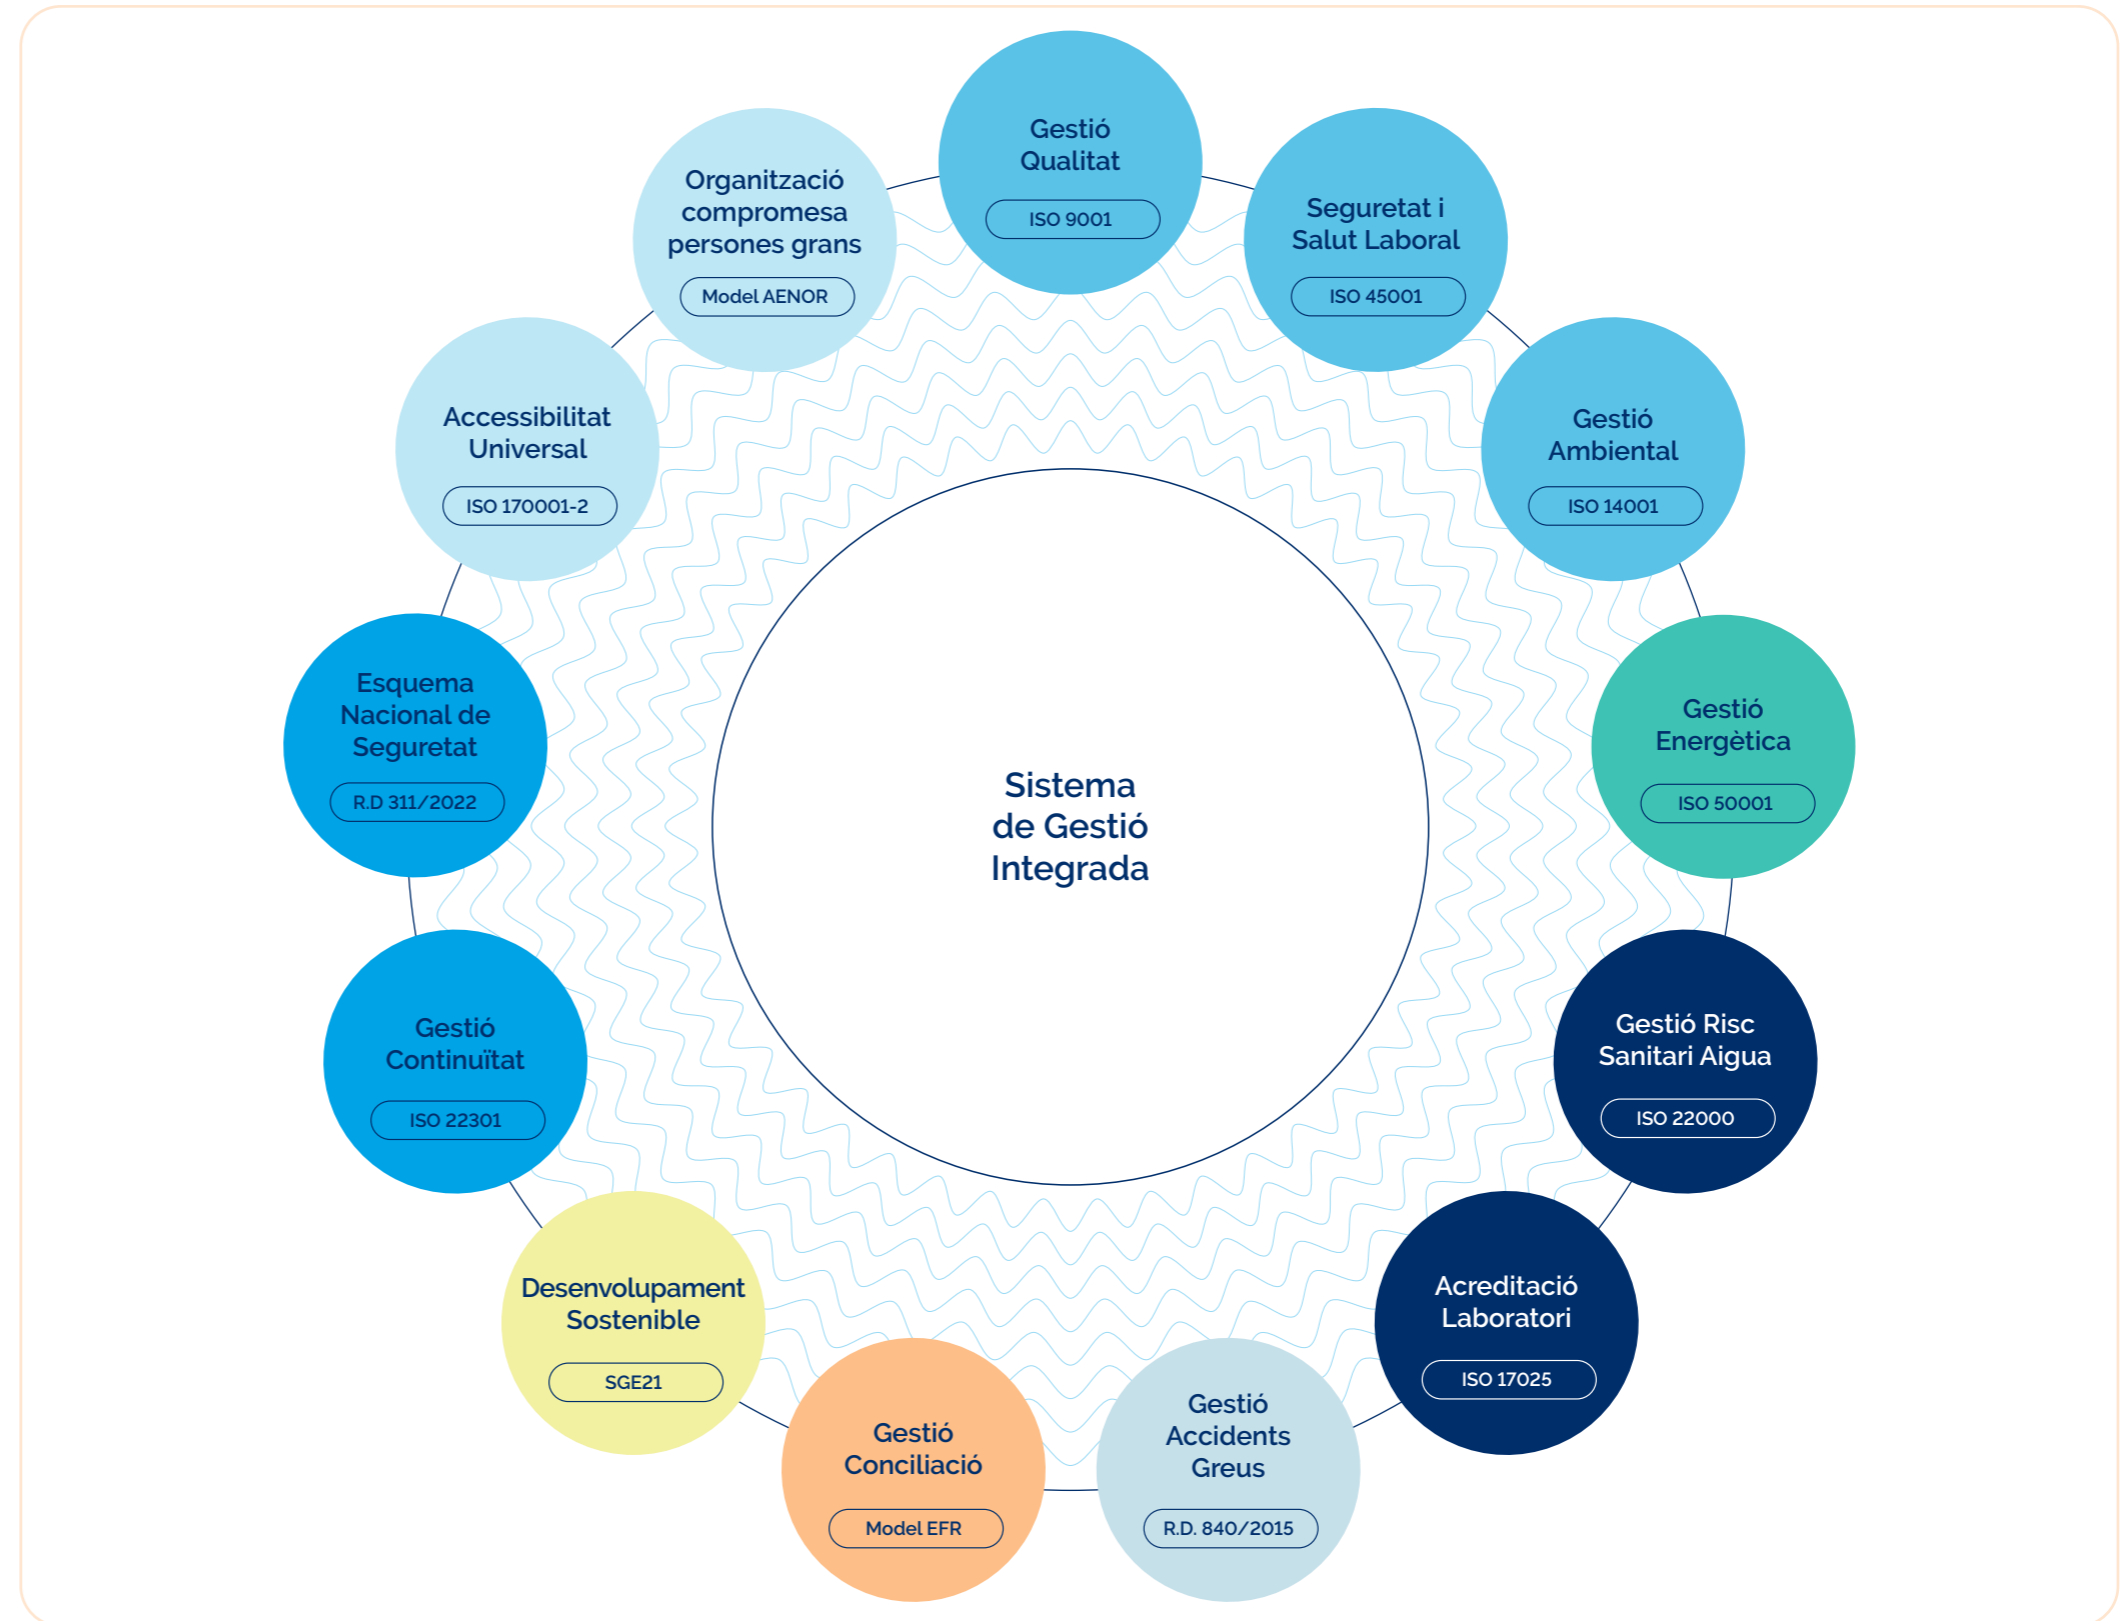 Gestió
Qualitat
ISO 9001
Seguretat i
Salut Laboral
ISO 45001
Gestió
Ambiental
ISO 14001
Gestió
Energètica
ISO 50001
Gestió Risc
Sanitari Aigua
ISO 22000
Acreditació
Laboratori
ISO 17025
Gestió
Accidents
Greus
R.D. 840/2015
Gestió
Conciliació
Model EFR
Desenvolupament
Sostenible
SGE21
Gestió
Continuïtat
ISO 22301
Esquema
Nacional de
Seguretat
R.D 311/2022
Accessibilitat
Universal
ISO 170001-2
Organització
compromesa
persones grans
Model AENOR
Sistema
de Gestió
Integrada